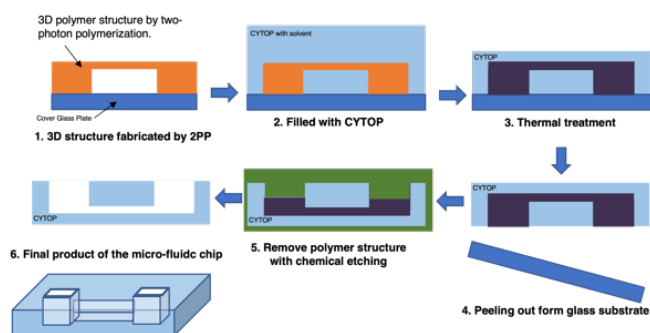 3D polymer structure by two-
photon polymerization.
Cover Glass Plate
1. 3D structure fabricated by 2PP
CYTOP with solvent
2. Filled with CYTOP
CYTOP
3. Thermal treatment
CYTOP
4. Peeling out form glass substrate
CYTOP
5. Remove polymer structure
with chemical etching
CYTOP
6. Final product of the micro-fluidc chip